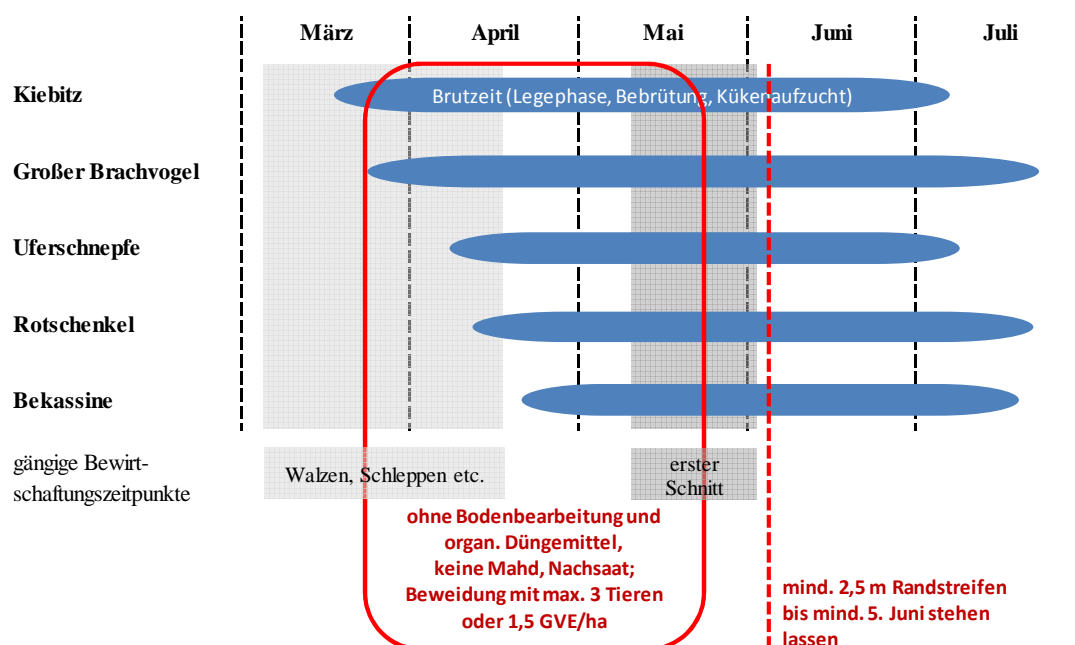 März April Mai Juni Juli
Kiebitz
Brutzeit (Legephase, Bebrütung, Kükenaufzucht)
Großer Brachvogel
Uferschnepfe
Rotschenkel
Bekassine
gängige Bewirt-
schaftungszeitpunkte
Walzen, Schleppen etc.
erster
Schnitt
ohne Bodenbearbeitung und
organ. Düngemittel,
keine Mahd, Nachsaat;
Beweidung mit max. 3 Tieren
oder 1,5 GVE/ha
mind. 2,5 m Randstreifen
bis mind. 5. Juni stehen
lassen